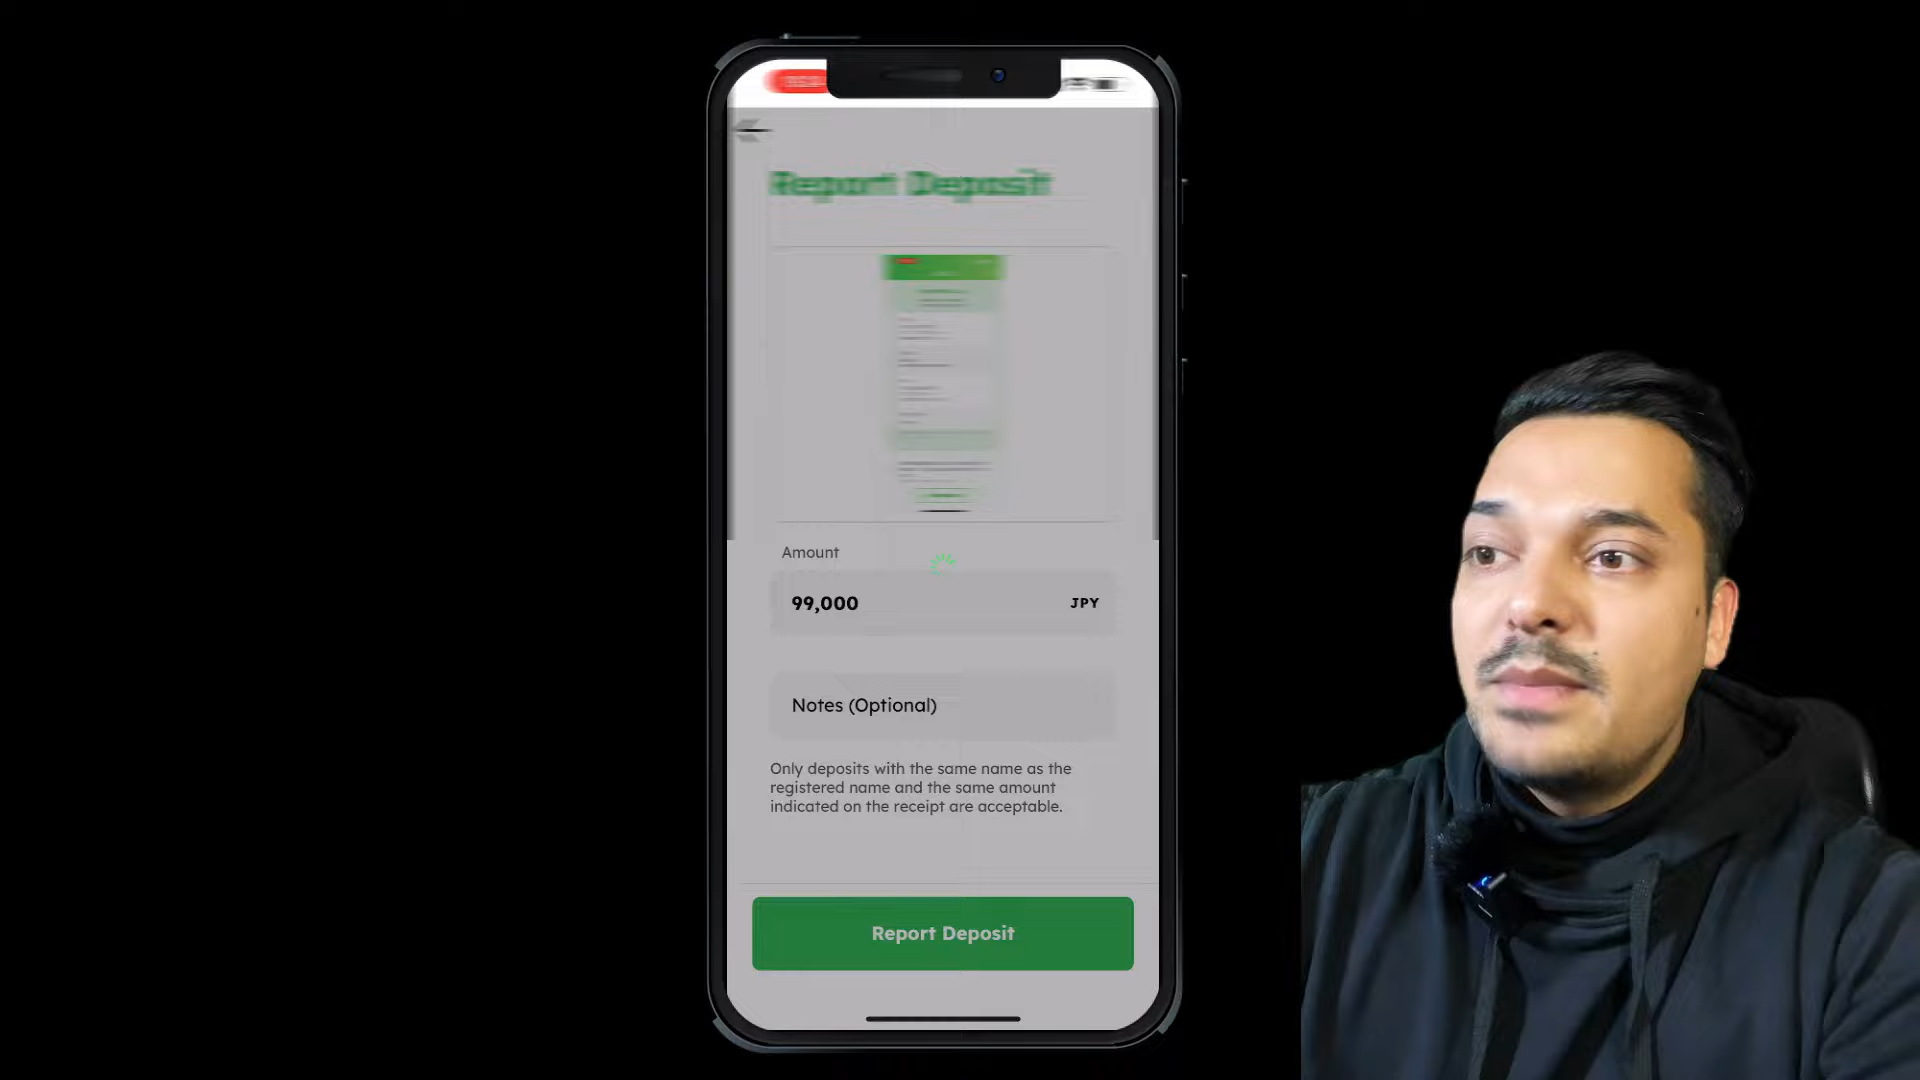 Report Deposit
Amount
99,000 JPY
Notes (Optional)
Only deposits with the same name as the
registered name and the same amount
indicated on the receipt are acceptable.
Report Deposit